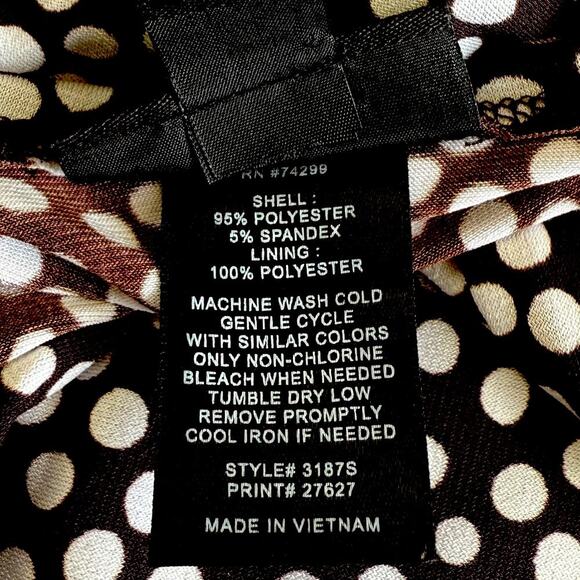 RN #74299
SHELL :
95% POLYESTER
5% SPANDEX
LINING :
100% POLYESTER
MACHINE WASH COLD
GENTLE CYCLE
WITH SIMILAR COLORS
ONLY NON-CHLORINE
BLEACH WHEN NEEDED
TUMBLE DRY LOW
REMOVE PROMPTLY
COOL IRON IF NEEDED
STYLE# 3187S
PRINT# 27627
MADE IN VIETNAM